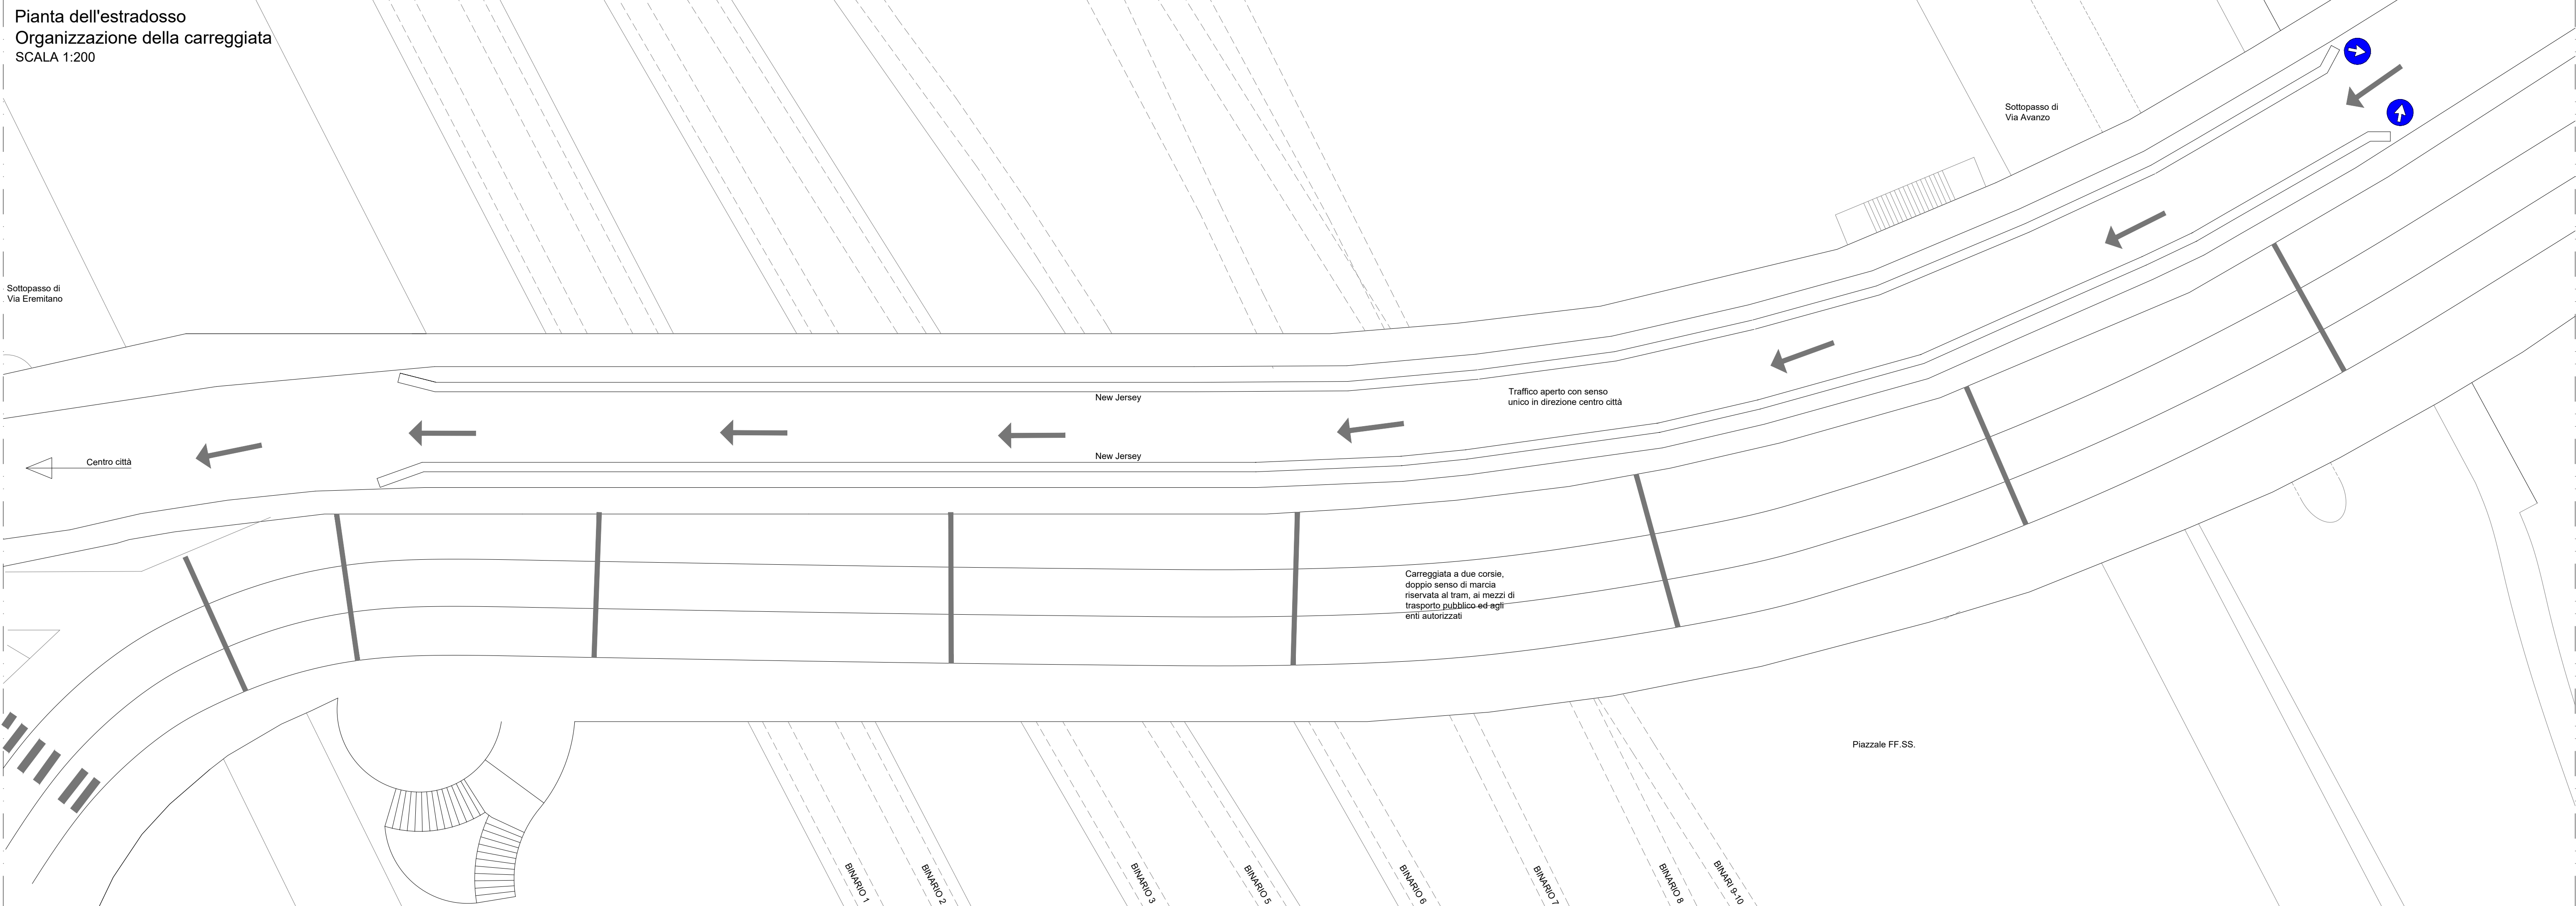 Pianta dell'estradosso
Organizzazione della carreggiata
SCALA 1:200
Sottopasso di
Via Avanzo
Sottopasso di
Via Eremitano
New Jersey
Traffico aperto con senso
unico in direzione centro città
New Jersey
Centro città
Carreggiata a due corsie,
doppio senso di marcia
riservata al tram, ai mezzi di
trasporto pubblico ed agli
enti autorizzati
Piazzale FF.SS.
BINARIO 1
BINARIO 2
BINARIO 3
BINARIO 5
BINARIO 6
BINARIO 7
BINARIO 8
BINARI 9-10